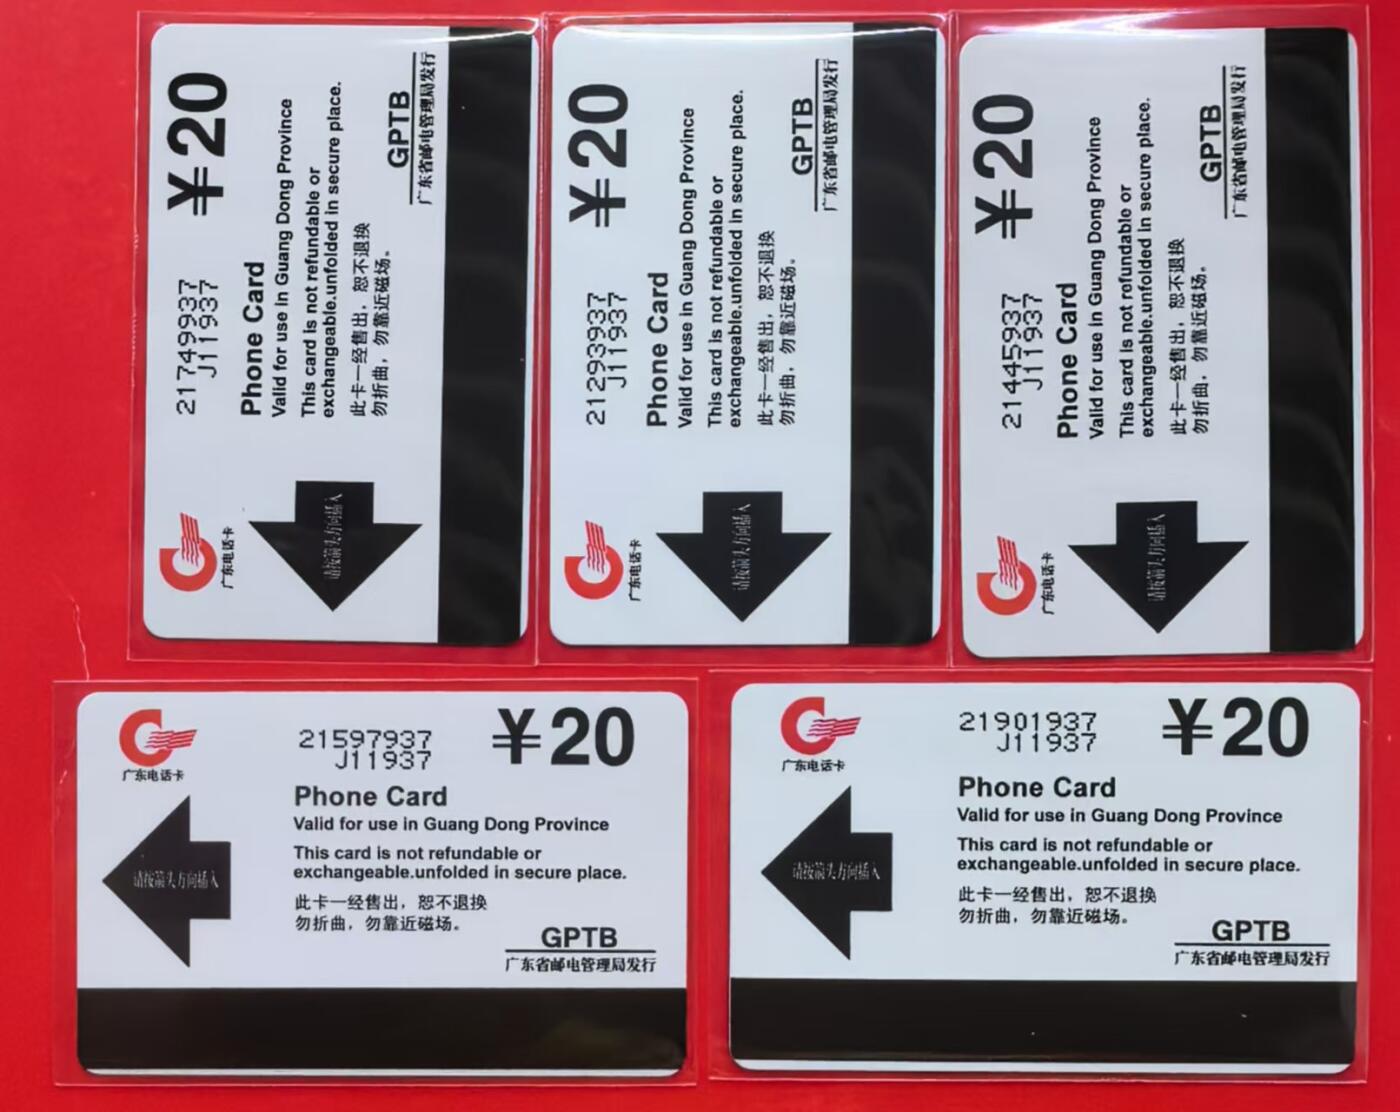 ¥20
21749937
J11937
Phone Card
Valid for use in Guang Dong Province
This card is not refundable or
exchangeable.unfolded in secure place.
此卡一经售出，恕不退换
勿折曲，勿靠近磁场。
GPTB
广东省邮电管理局发行
广东电话卡
请按箭头方向插入
¥20
21293937
J11937
Phone Card
Valid for use in Guang Dong Province
This card is not refundable or
exchangeable.unfolded in secure place.
此卡一经售出，恕不退换
勿折曲，勿靠近磁场。
GPTB
广东省邮电管理局发行
广东电话卡
请按箭头方向插入
¥20
21445937
J11937
Phone Card
Valid for use in Guang Dong Province
This card is not refundable or
exchangeable.unfolded in secure place.
此卡一经售出，恕不退换
勿折曲，勿靠近磁场。
GPTB
广东省邮电管理局发行
广东电话卡
请按箭头方向插入
¥20
21597937
J11937
广东电话卡
Phone Card
Valid for use in Guang Dong Province
This card is not refundable or
exchangeable.unfolded in secure place.
请按箭头方向插入
此卡一经售出，恕不退换
勿折曲，勿靠近磁场。
GPTB
广东省邮电管理局发行
¥20
21901937
J11937
广东电话卡
Phone Card
Valid for use in Guang Dong Province
This card is not refundable or
exchangeable.unfolded in secure place.
请按箭头方向插入
此卡一经售出，恕不退换
勿折曲，勿靠近磁场。
GPTB
广东省邮电管理局发行